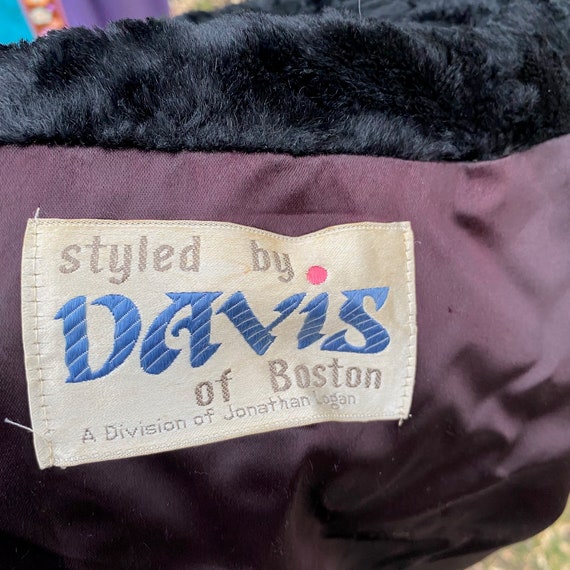 styled by
DAViS
of Boston
A Division of Jonathan Logan